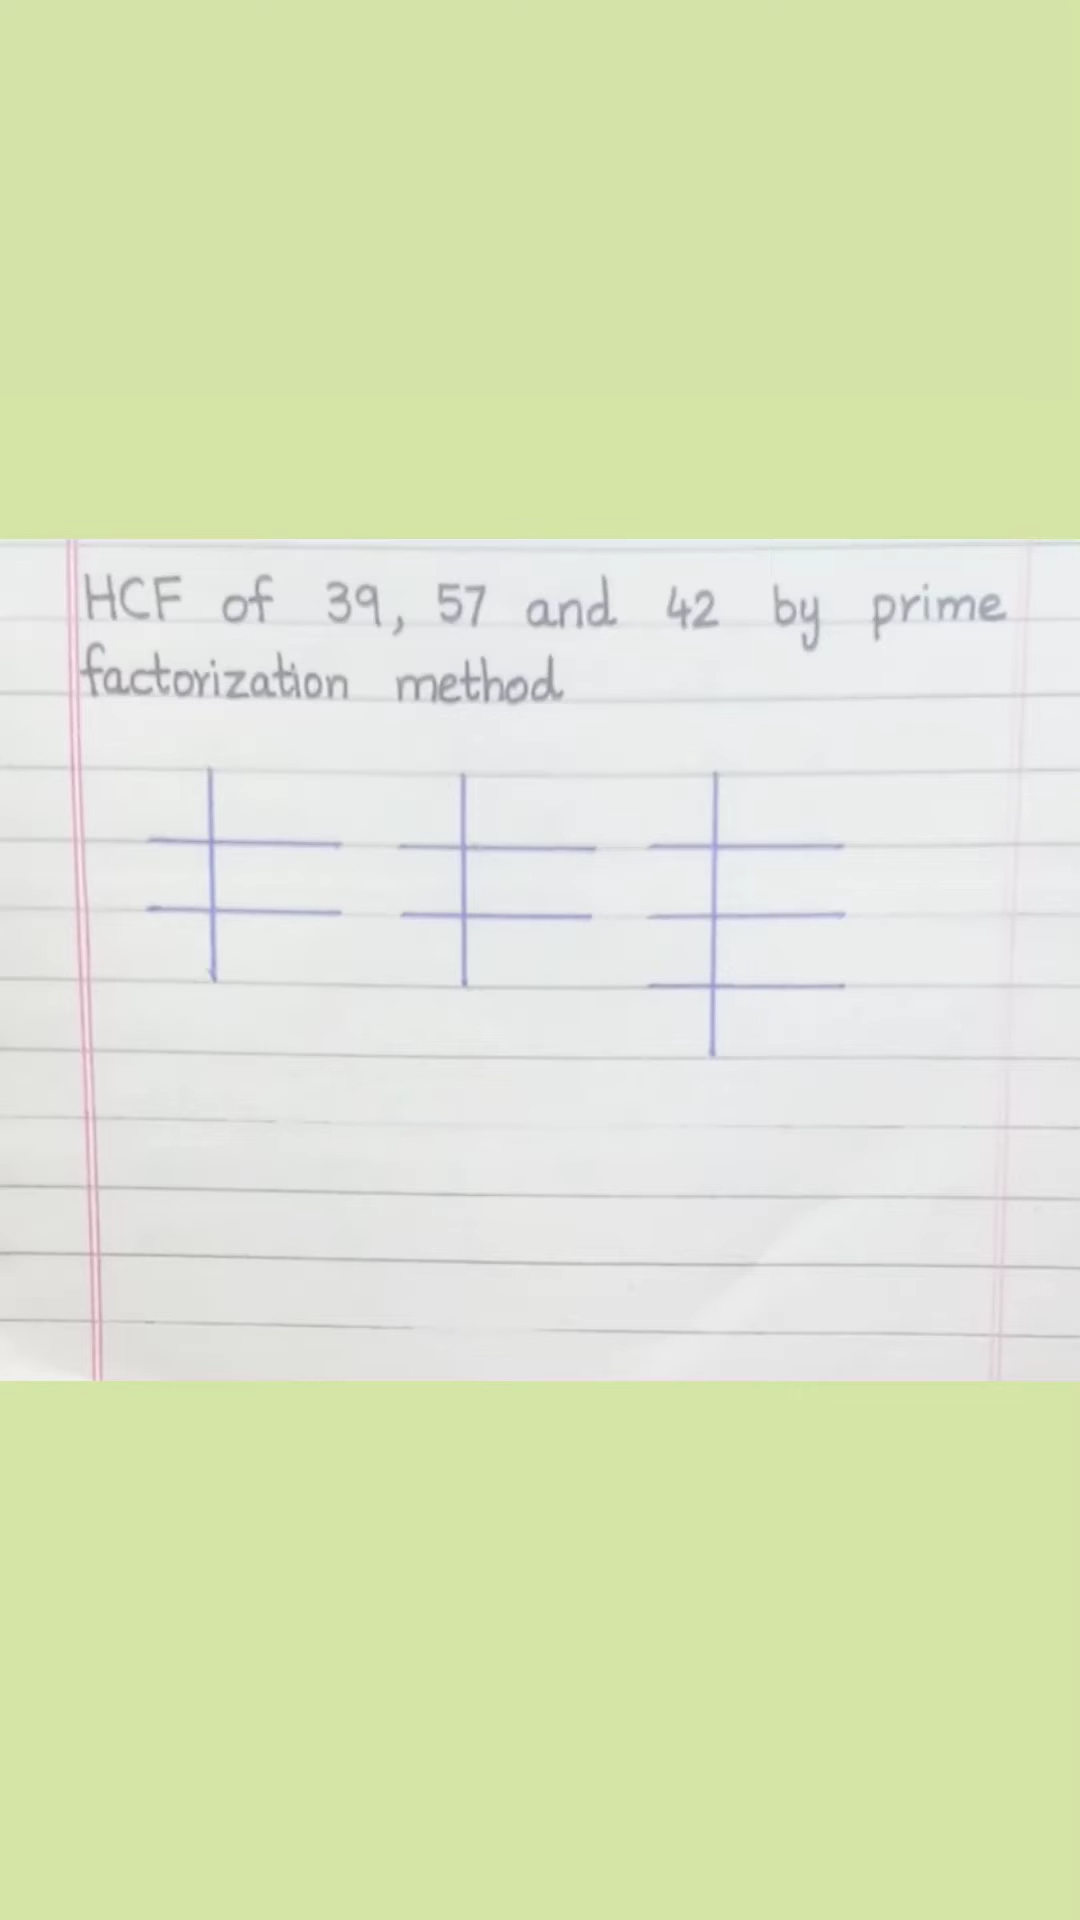 HCF of 39, 57 and 42 by prime
factorization method